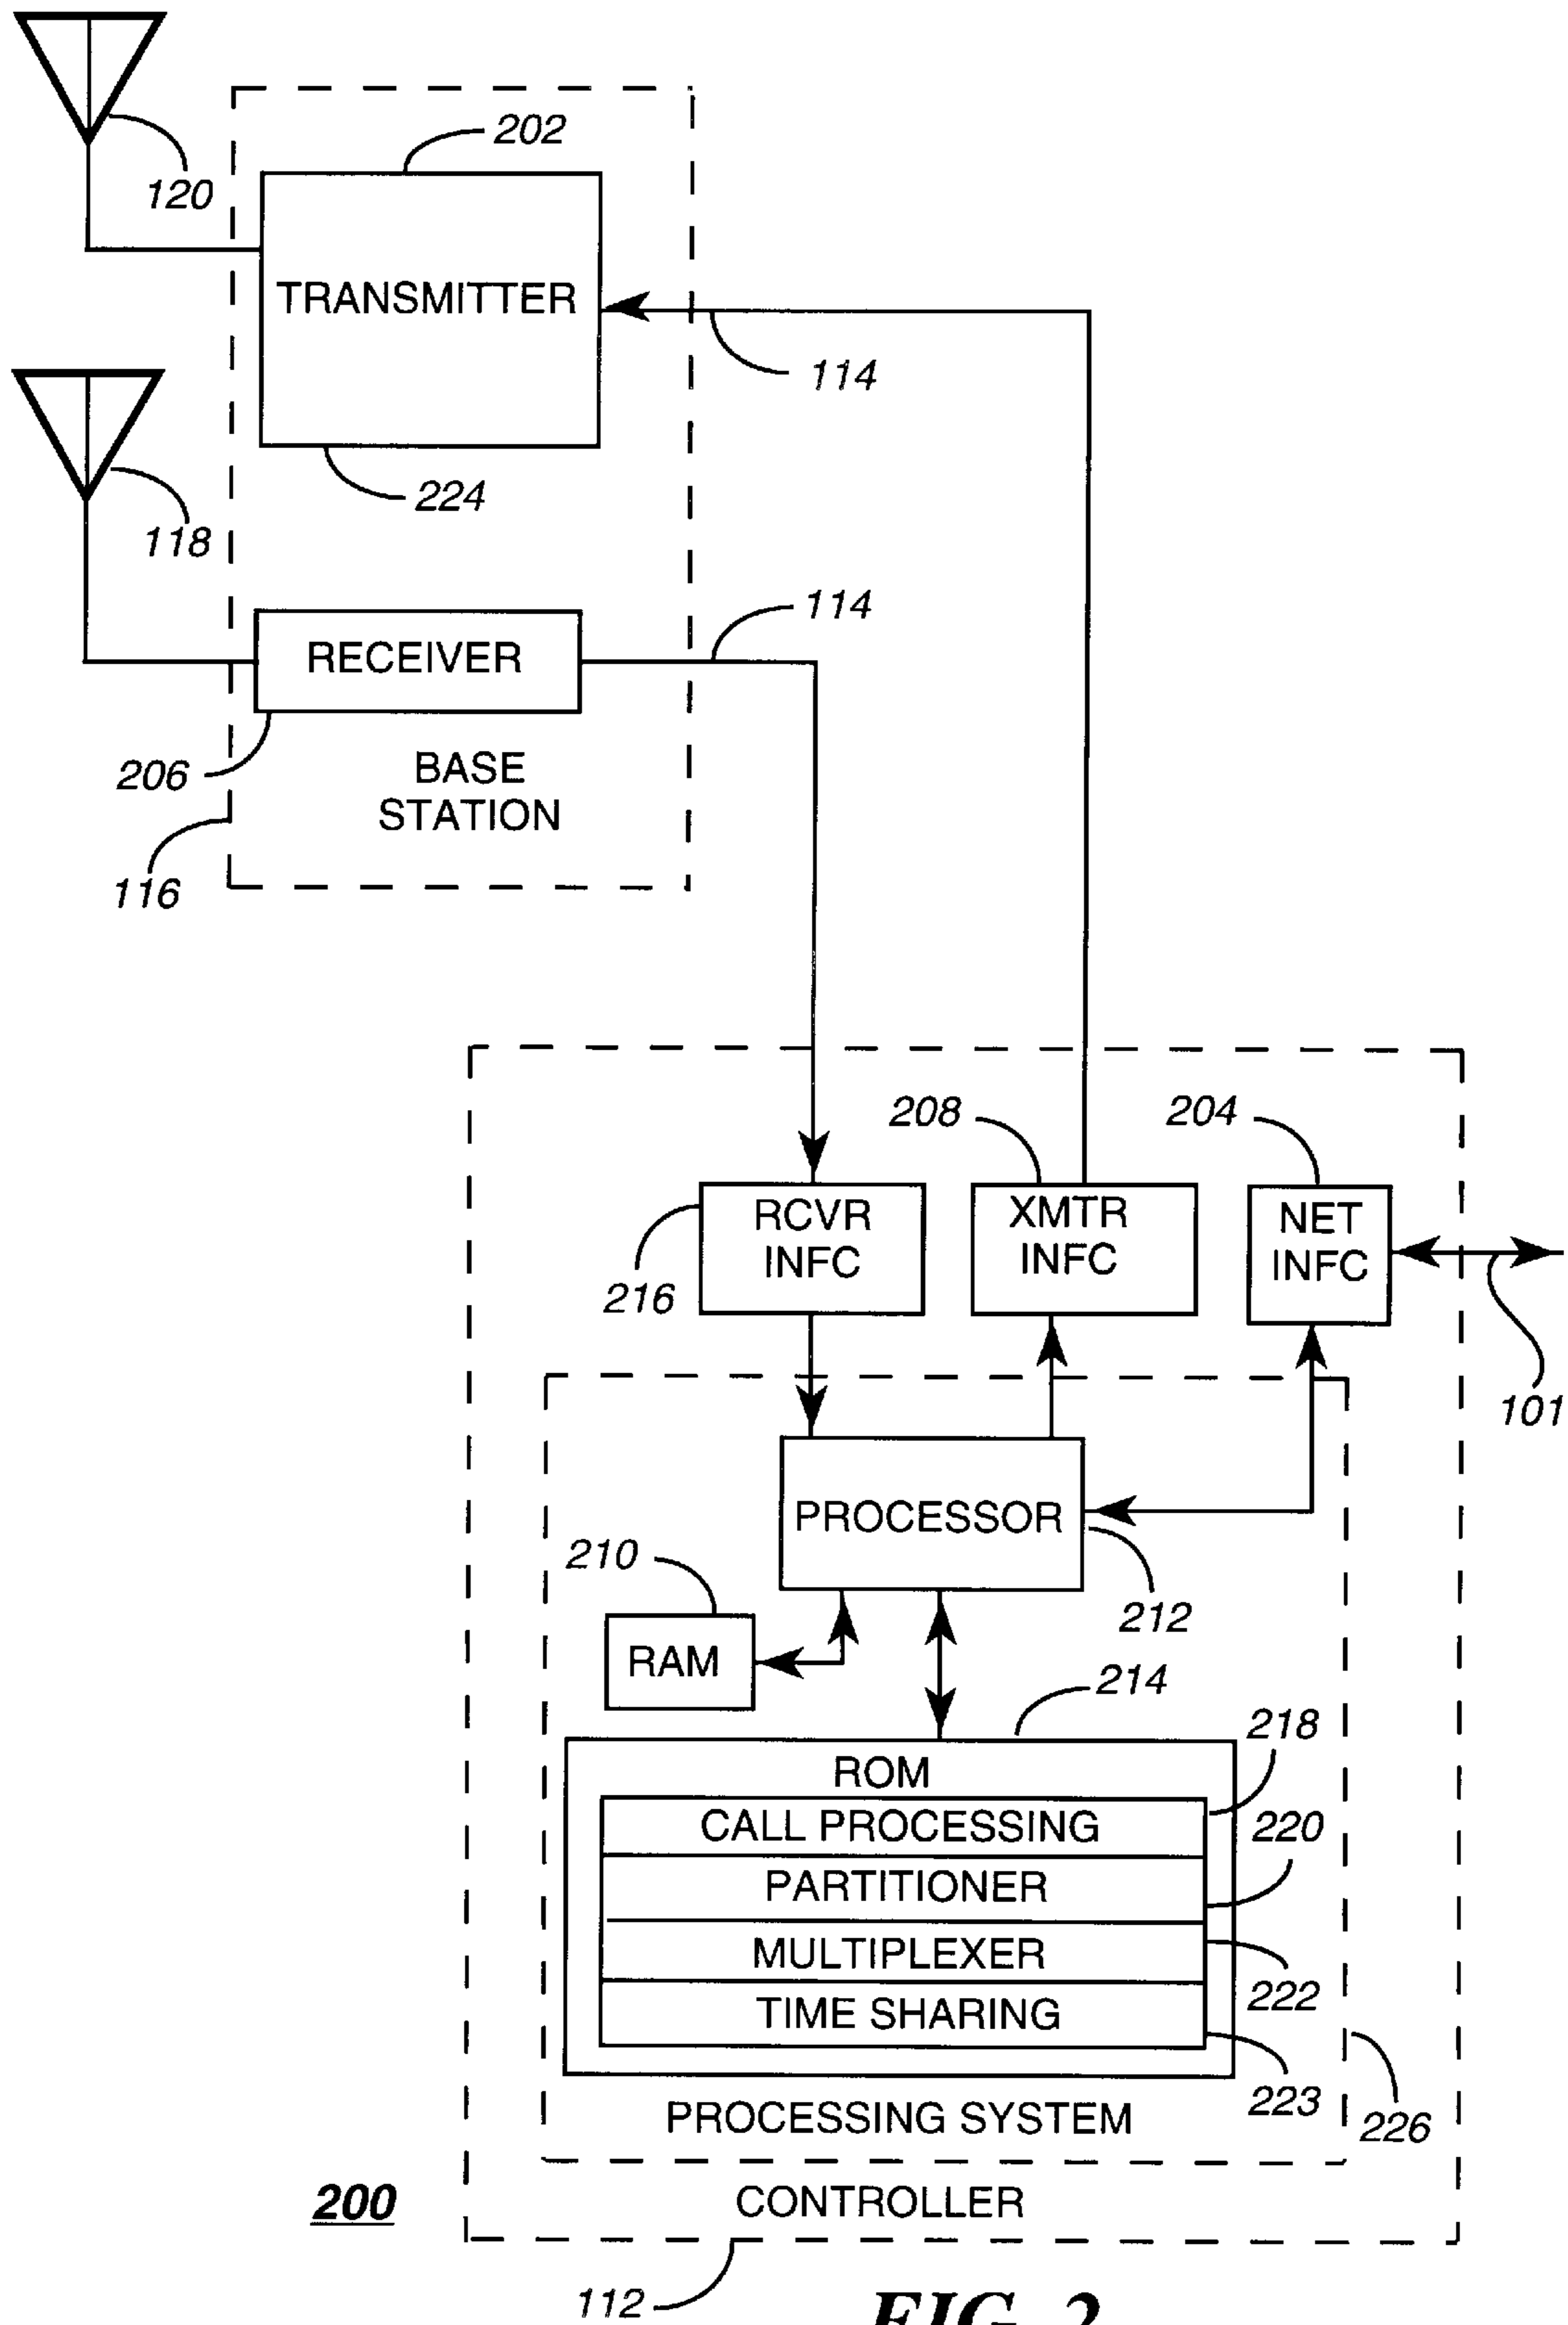 202
120
TRANSMITTER
114
224
118
114
RECEIVER
206
BASE
STATION
116
208
204
RCVR
INFC
XMTR
INFC
NET
INFC
216
101
PROCESSOR
210
212
RAM
214
218
ROM
CALL PROCESSING
220
PARTITIONER
MULTIPLEXER
222
TIME SHARING
223
PROCESSING SYSTEM
226
200
CONTROLLER
112
FIG. 2